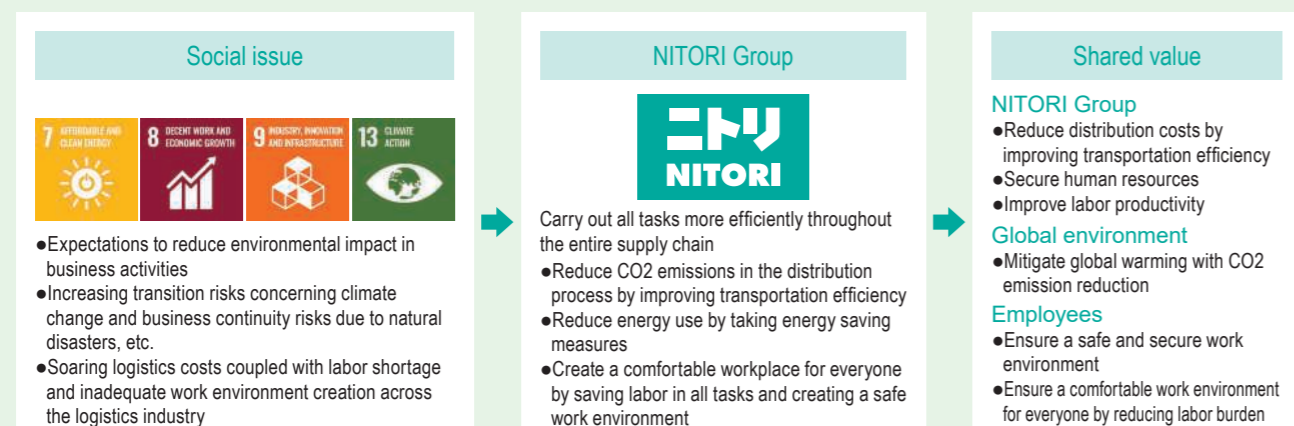 Social issue
7 AFFORDABLE AND
CLEAN ENERGY
8 DECENT WORK AND
ECONOMIC GROWTH
9 INDUSTRY, INNOVATION
AND INFRASTRUCTURE
13 CLIMATE
ACTION
●Expectations to reduce environmental impact in
business activities
●Increasing transition risks concerning climate
change and business continuity risks due to natural
disasters, etc.
●Soaring logistics costs coupled with labor shortage
and inadequate work environment creation across
the logistics industry
NITORI Group
ニトリ
NITORI
Carry out all tasks more efficiently throughout
the entire supply chain
●Reduce CO2 emissions in the distribution
process by improving transportation efficiency
●Reduce energy use by taking energy saving
measures
●Create a comfortable workplace for everyone
by saving labor in all tasks and creating a safe
work environment
Shared value
NITORI Group
●Reduce distribution costs by
improving transportation efficiency
●Secure human resources
●Improve labor productivity
Global environment
●Mitigate global warming with CO2
emission reduction
Employees
●Ensure a safe and secure work
environment
●Ensure a comfortable work environment
for everyone by reducing labor burden